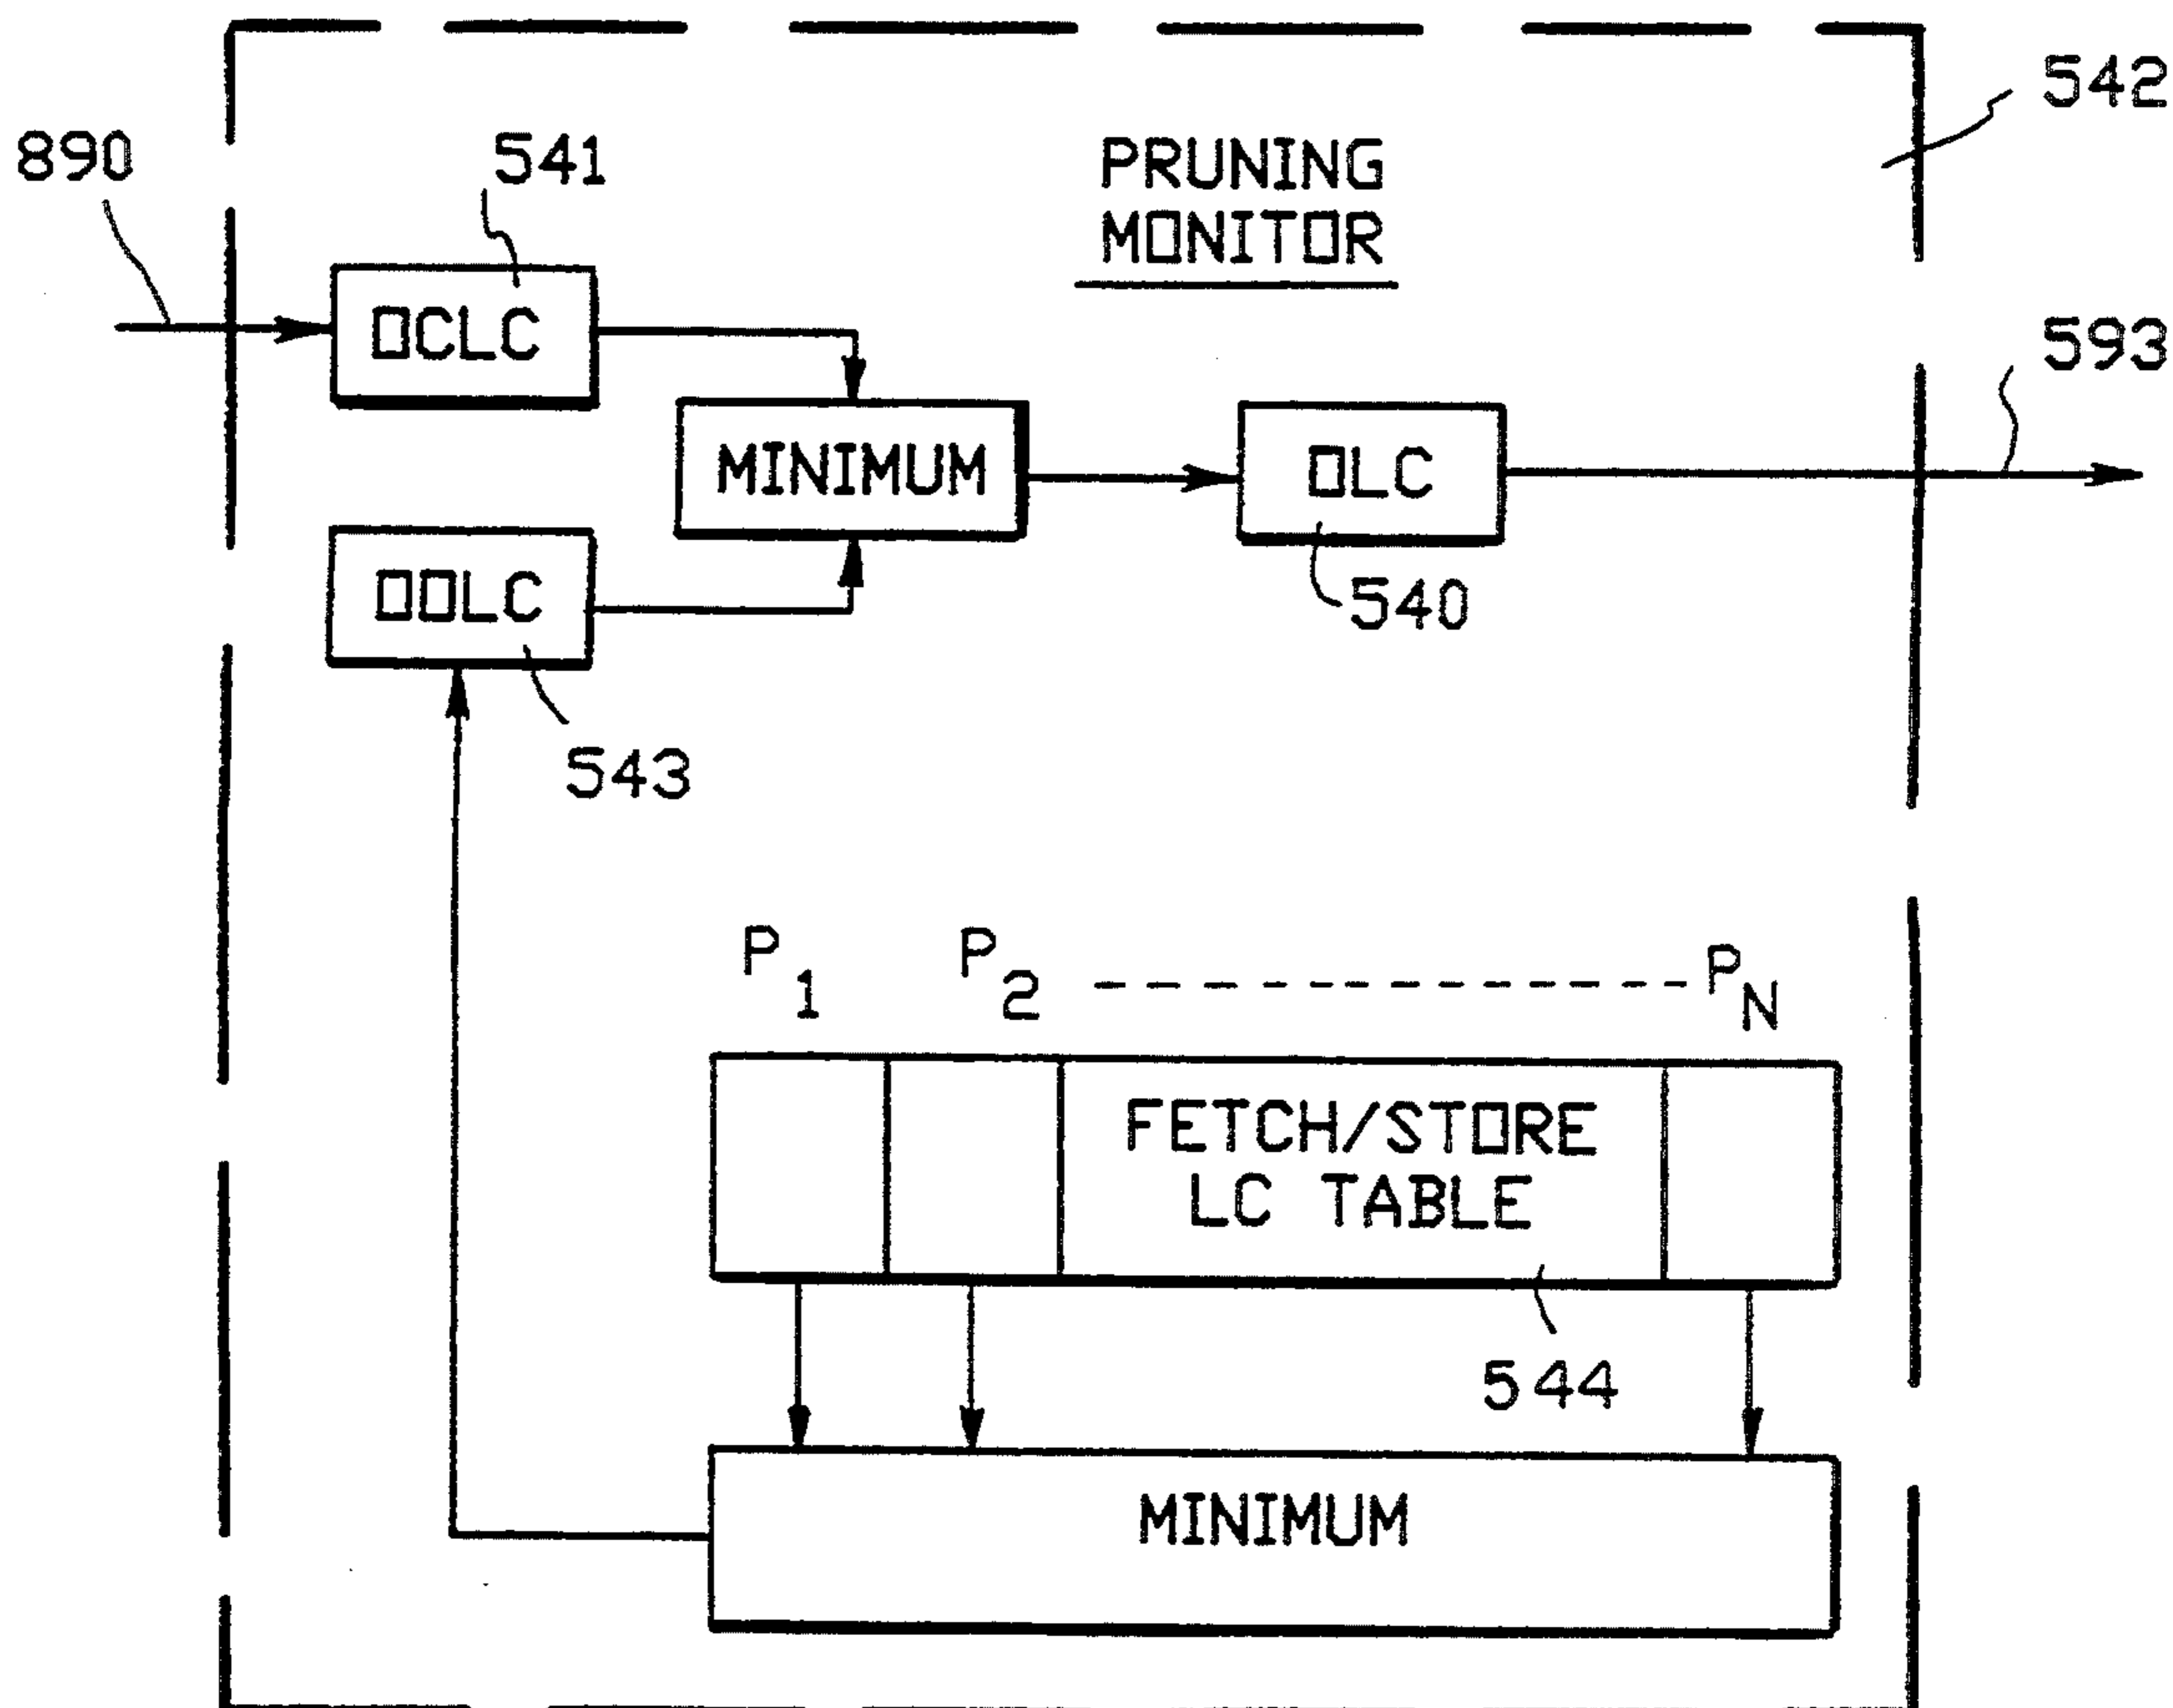 542
890
541
PRUNING
MONITOR
OCLC
593
MINIMUM
OLC
OOLC
540
543
P1
P2
PN
FETCH/STORE
LC TABLE
544
MINIMUM